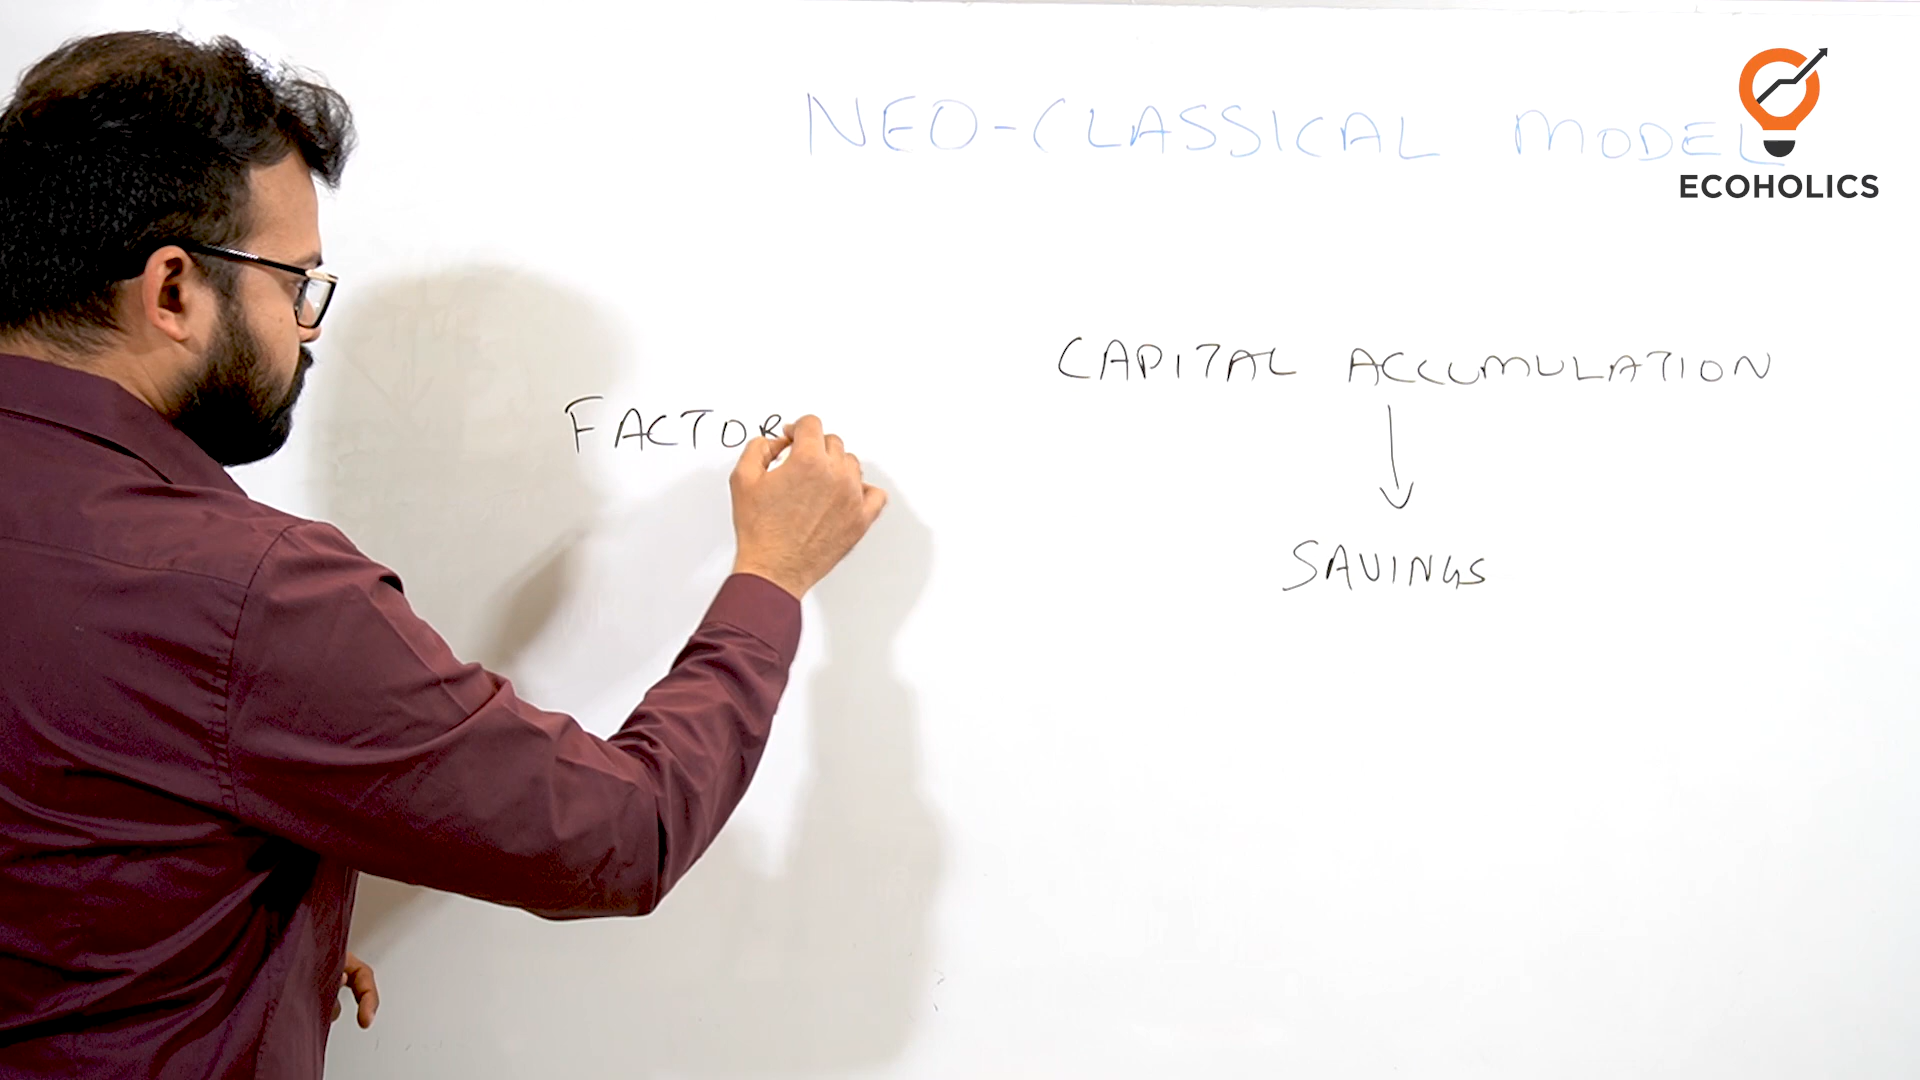 NEO-CLASSICAL MODEL
ECOHOLICS
CAPITAL ACCUMULATION
FACTOR
SAVINGS